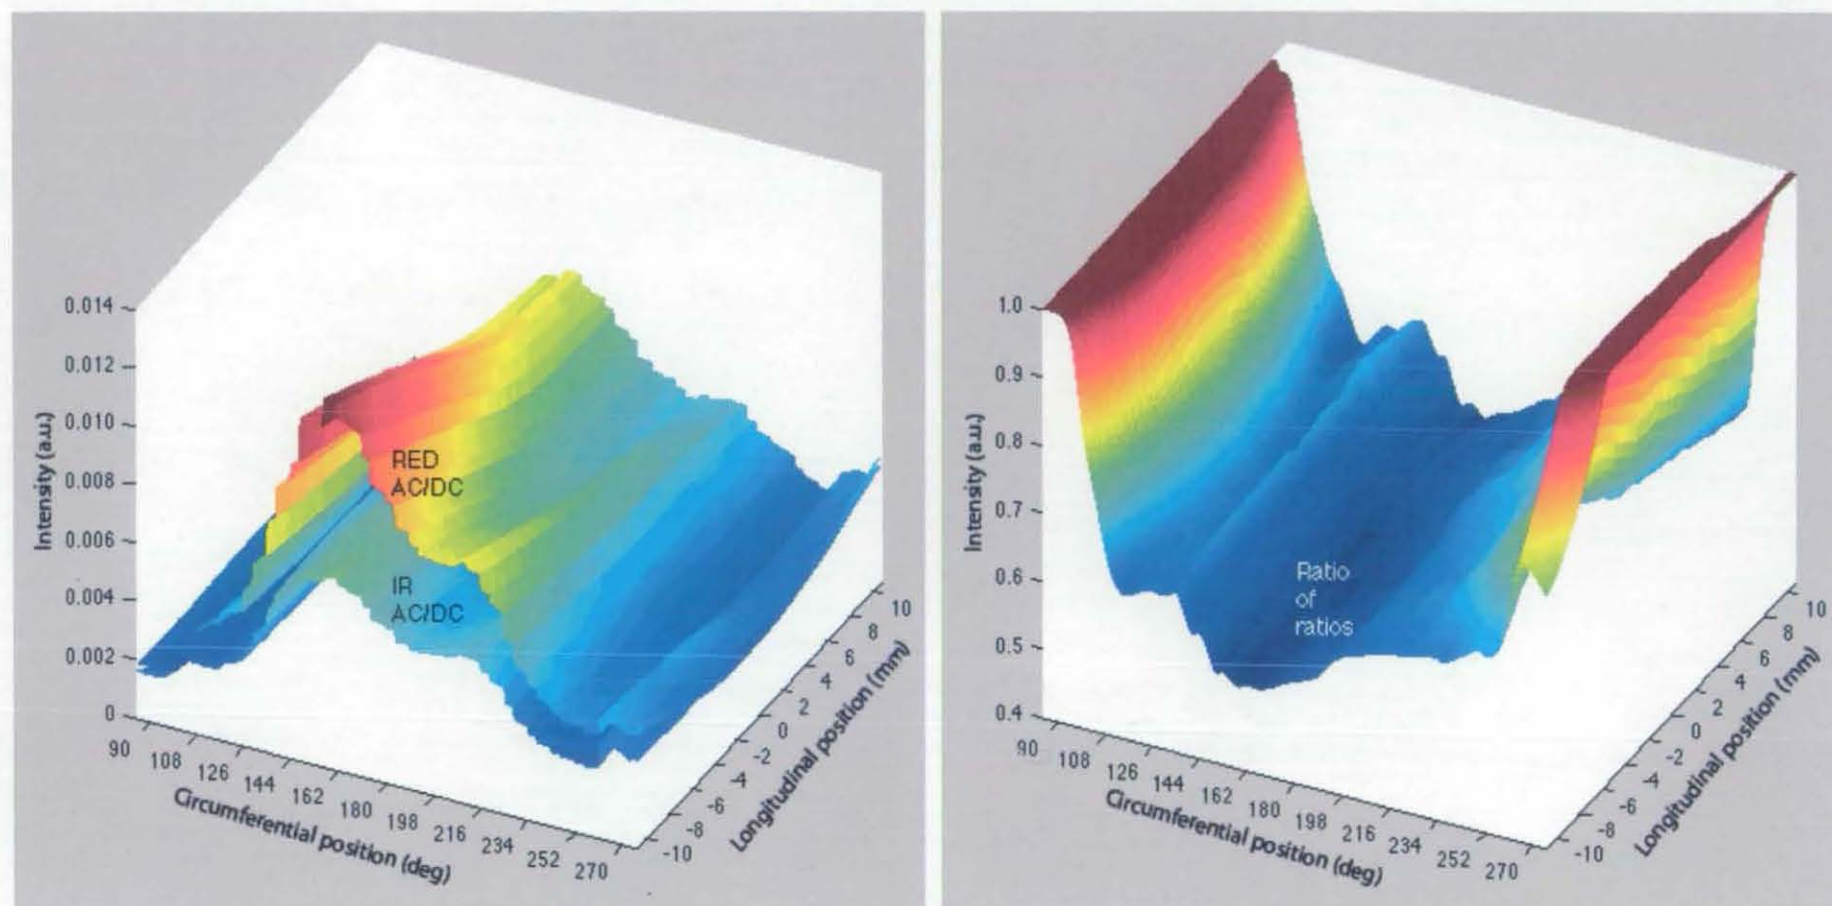 0.014
0.012
0.010
0.008
0.006
0.004
0.002
0
Intensity (a.u.)
RED
AC/DC
IR
AC/DC
90 108 126 144 162 180 198 216 234 252 270
Circumferential position (deg)
-10 -8 -6 -4 -2 0 2 4 6 8 10
Longitudinal position (mm)
1.0
0.9
0.8
0.7
0.6
0.5
0.4
Intensity (a.u.)
Ratio
of
ratios
90 108 126 144 162 180 198 216 234 252 270
Circumferential position (deg)
-10 -8 -6 -4 -2 0 2 4 6 8 10
Longitudinal position (mm)